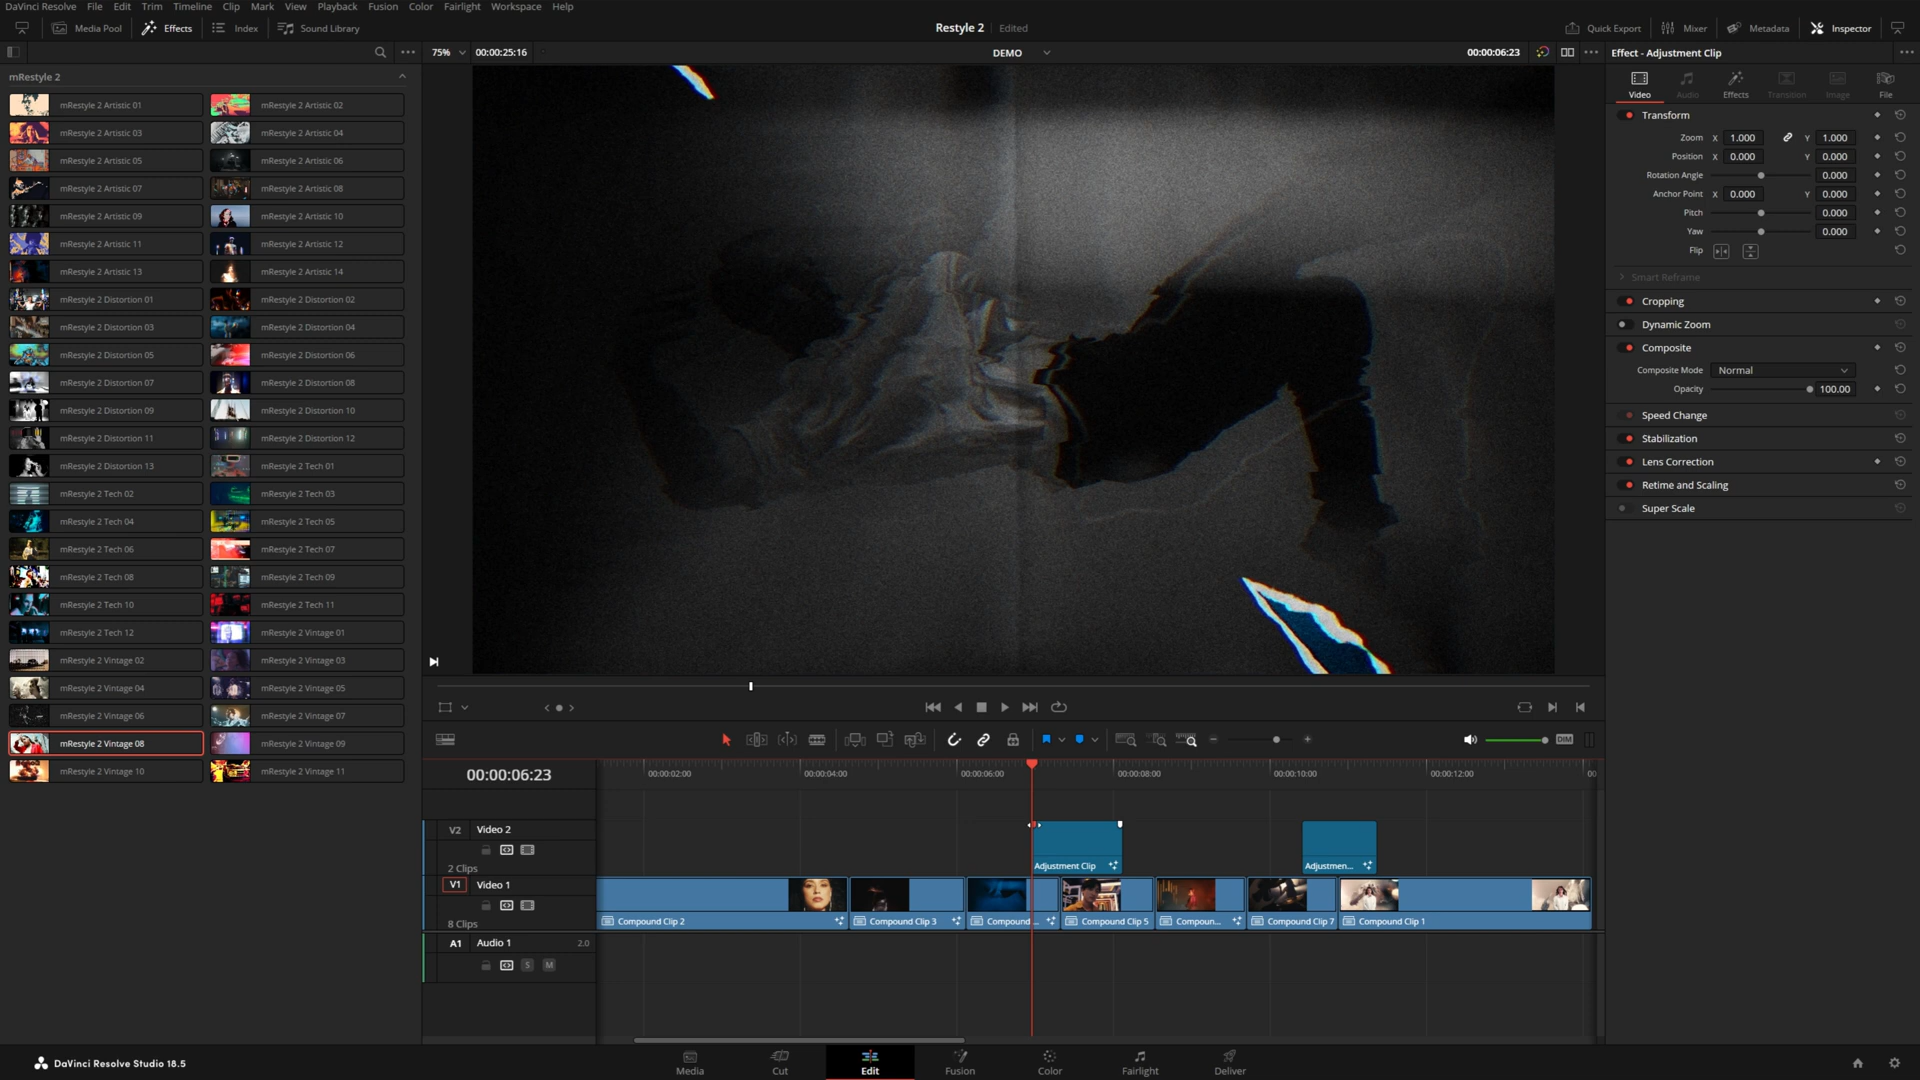 DaVinci Resolve File Edit Trim Timeline Clip Mark View Playback Fusion Color Fairlight Workspace Help
Media Pool Effects Index Sound Library Restyle 2 Edited Quick Export Mixer Metadata Inspector
75% 00:00:25:16 DEMO 00:00:06:23 Effect - Adjustment Clip
mRestyle 2
mRestyle 2 Artistic 01 mRestyle 2 Artistic 02
mRestyle 2 Artistic 03 mRestyle 2 Artistic 04
mRestyle 2 Artistic 05 mRestyle 2 Artistic 06
mRestyle 2 Artistic 07 mRestyle 2 Artistic 08
mRestyle 2 Artistic 09 mRestyle 2 Artistic 10
mRestyle 2 Artistic 11 mRestyle 2 Artistic 12
mRestyle 2 Artistic 13 mRestyle 2 Artistic 14
mRestyle 2 Distortion 01 mRestyle 2 Distortion 02
mRestyle 2 Distortion 03 mRestyle 2 Distortion 04
mRestyle 2 Distortion 05 mRestyle 2 Distortion 06
mRestyle 2 Distortion 07 mRestyle 2 Distortion 08
mRestyle 2 Distortion 09 mRestyle 2 Distortion 10
mRestyle 2 Distortion 11 mRestyle 2 Distortion 12
mRestyle 2 Distortion 13 mRestyle 2 Tech 01
mRestyle 2 Tech 02 mRestyle 2 Tech 03
mRestyle 2 Tech 04 mRestyle 2 Tech 05
mRestyle 2 Tech 06 mRestyle 2 Tech 07
mRestyle 2 Tech 08 mRestyle 2 Tech 09
mRestyle 2 Tech 10 mRestyle 2 Tech 11
mRestyle 2 Tech 12 mRestyle 2 Vintage 01
mRestyle 2 Vintage 02 mRestyle 2 Vintage 03
mRestyle 2 Vintage 04 mRestyle 2 Vintage 05
mRestyle 2 Vintage 06 mRestyle 2 Vintage 07
mRestyle 2 Vintage 08 mRestyle 2 Vintage 09
mRestyle 2 Vintage 10 mRestyle 2 Vintage 11
Video Audio Effects Transition Image File
Transform
Zoom X 1.000 Y 1.000
Position X 0.000 Y 0.000
Rotation Angle 0.000
Anchor Point X 0.000 Y 0.000
Pitch 0.000
Yaw 0.000
Flip
Smart Reframe
Cropping
Dynamic Zoom
Composite
Composite Mode Normal
Opacity 100.00
Speed Change
Stabilization
Lens Correction
Retime and Scaling
Super Scale
DIM
00:00:06:23 00:00:02:00 00:00:04:00 00:00:06:00 00:00:08:00 00:00:10:00 00:00:12:00 00
V2 Video 2
2 Clips
Adjustment Clip Adjustmen...
V1 Video 1
8 Clips
Compound Clip 2 Compound Clip 3 Compound ... Compound Clip 5 Compoun... Compound Clip 7 Compound Clip 1
A1 Audio 1 2.0
S M
DaVinci Resolve Studio 18.5
Media Cut Edit Fusion Color Fairlight Deliver